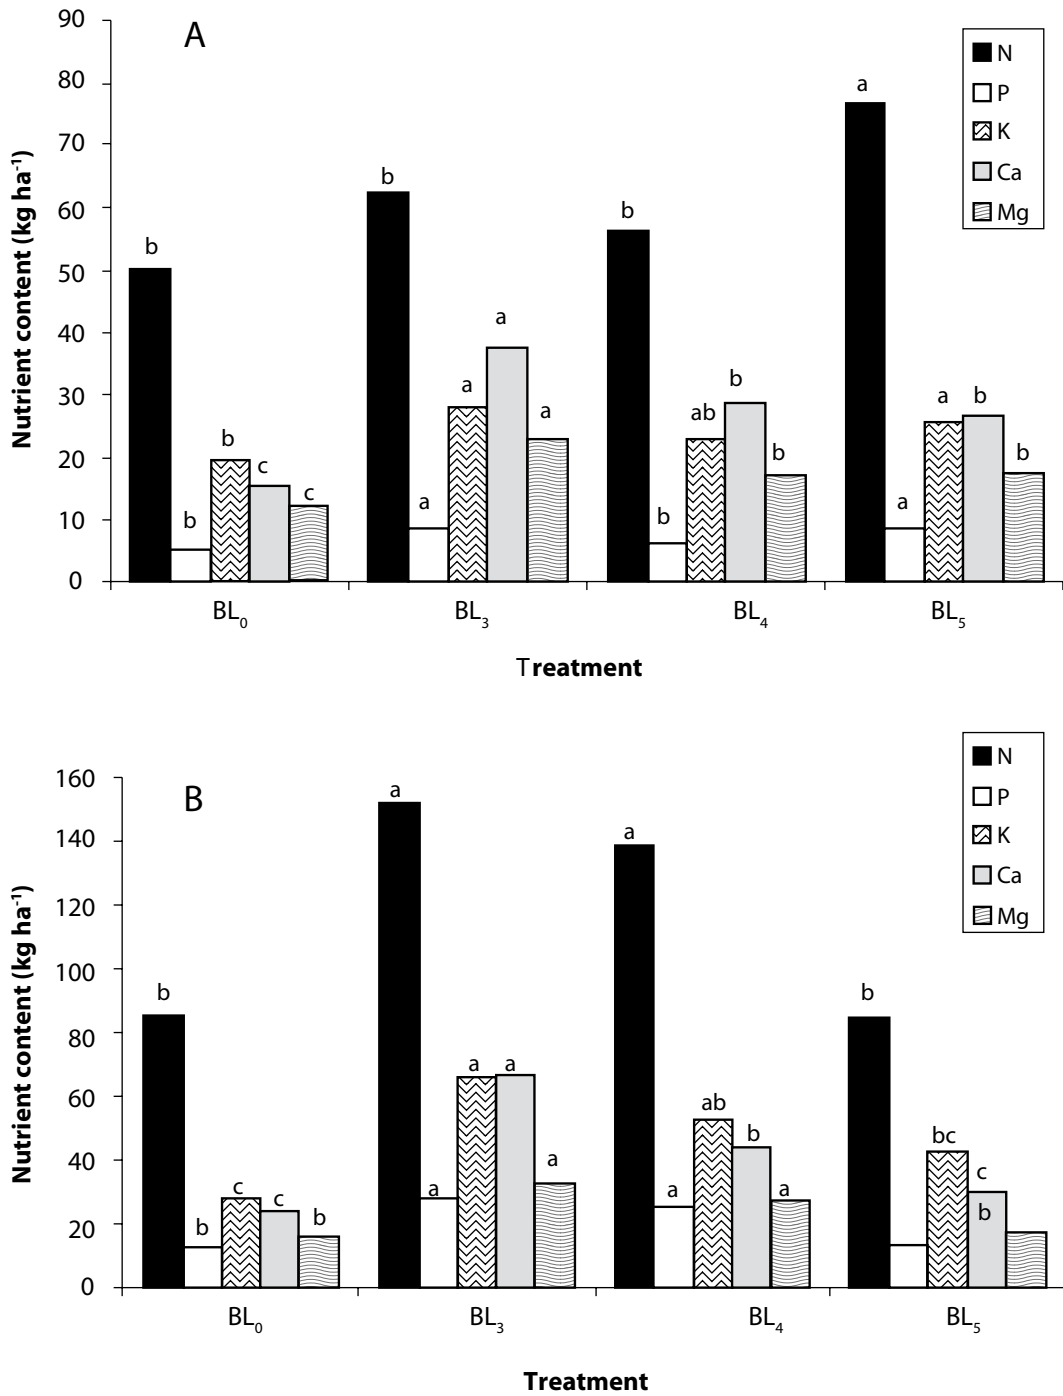 A
90
80
70
60
50
40
30
20
10
0
Nutrient content (kg ha⁻¹)
N
P
K
Ca
Mg
b
b
b
c
c
b
a
a
a
a
b
b
ab
b
b
a
a
a
b
b
BL₀
BL₃
BL₄
BL₅
Treatment
B
160
140
120
100
80
60
40
20
0
Nutrient content (kg ha⁻¹)
N
P
K
Ca
Mg
b
b
c
c
b
a
a
a
a
a
a
a
ab
b
a
b
bc
c
b
BL₀
BL₃
BL₄
BL₅
Treatment